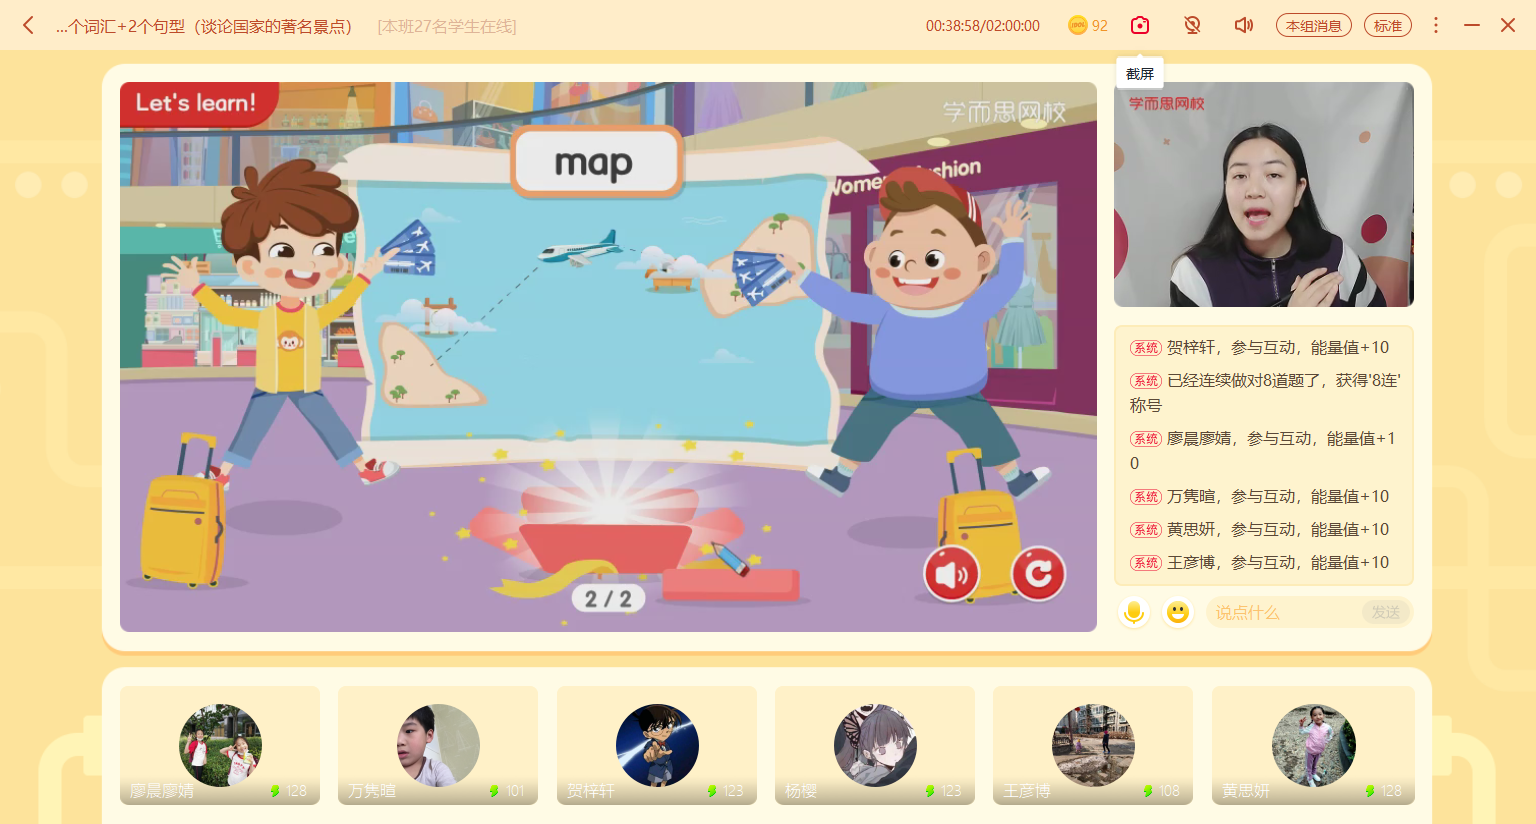 ...个词汇+2个句型（谈论国家的著名景点）
[本班27名学生在线]
00:38:58/02:00:00
100%
92
本组消息
标准
截屏
Let's learn!
学而思网校
map
Women's Fashion
2 / 2
学而思网校
系统 贺梓轩，参与互动，能量值+10
系统 已经连续做对8道题了，获得'8连'
称号
系统 廖晨廖婧，参与互动，能量值+1
0
系统 万隽暄，参与互动，能量值+10
系统 黄思妍，参与互动，能量值+10
系统 王彦博，参与互动，能量值+10
说点什么
发送
廖晨廖婧 128
万隽暄 101
贺梓轩 123
杨樱 123
王彦博 108
黄思妍 128